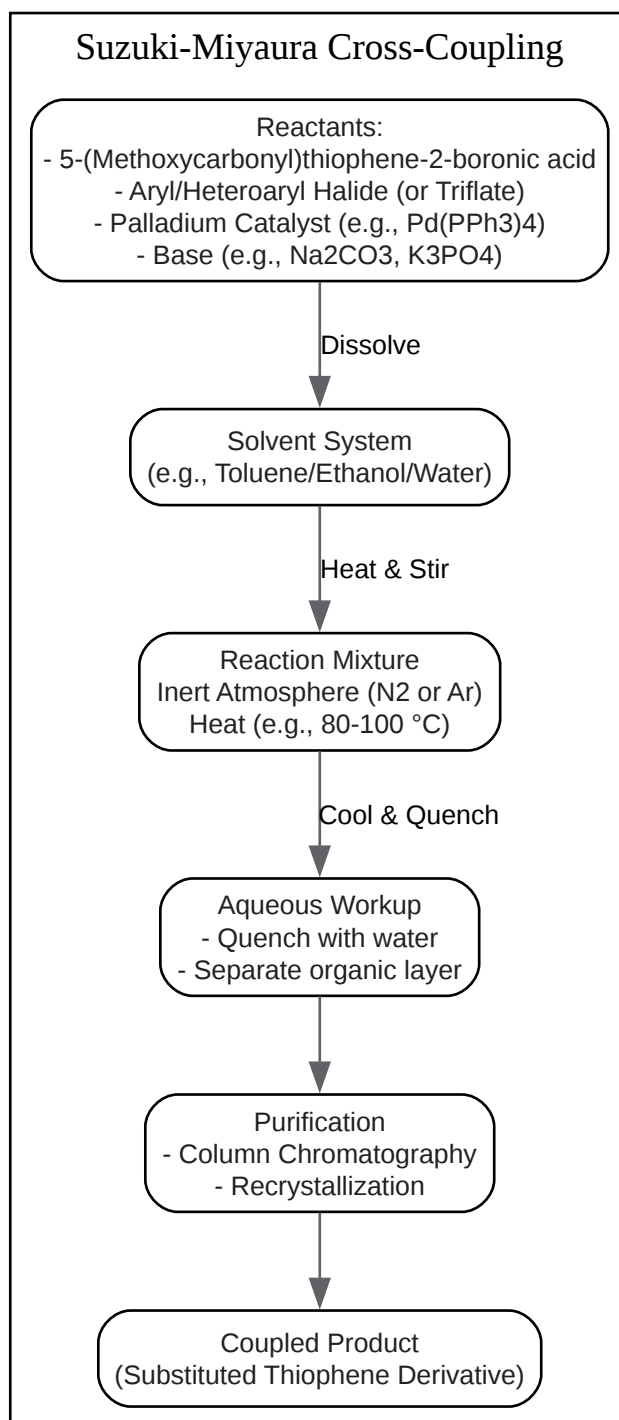 Suzuki-Miyaura Cross-Coupling
Reactants:
- 5-(Methoxycarbonyl)thiophene-2-boronic acid
- Aryl/Heteroaryl Halide (or Triflate)
- Palladium Catalyst (e.g., Pd(PPh3)4)
- Base (e.g., Na2CO3, K3PO4)
Dissolve
Solvent System
(e.g., Toluene/Ethanol/Water)
Heat & Stir
Reaction Mixture
Inert Atmosphere (N2 or Ar)
Heat (e.g., 80-100 °C)
Cool & Quench
Aqueous Workup
- Quench with water
- Separate organic layer
Purification
- Column Chromatography
- Recrystallization
Coupled Product
(Substituted Thiophene Derivative)